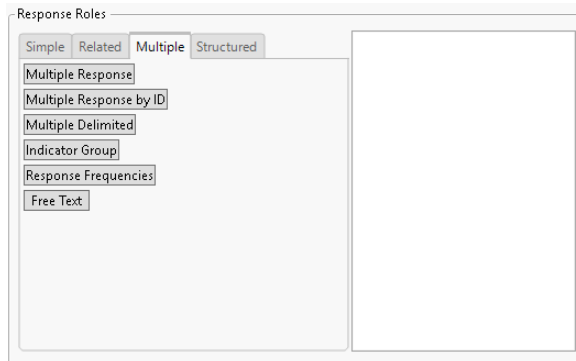 Response Roles
Simple Related Multiple Structured
Multiple Response
Multiple Response by ID
Multiple Delimited
Indicator Group
Response Frequencies
Free Text